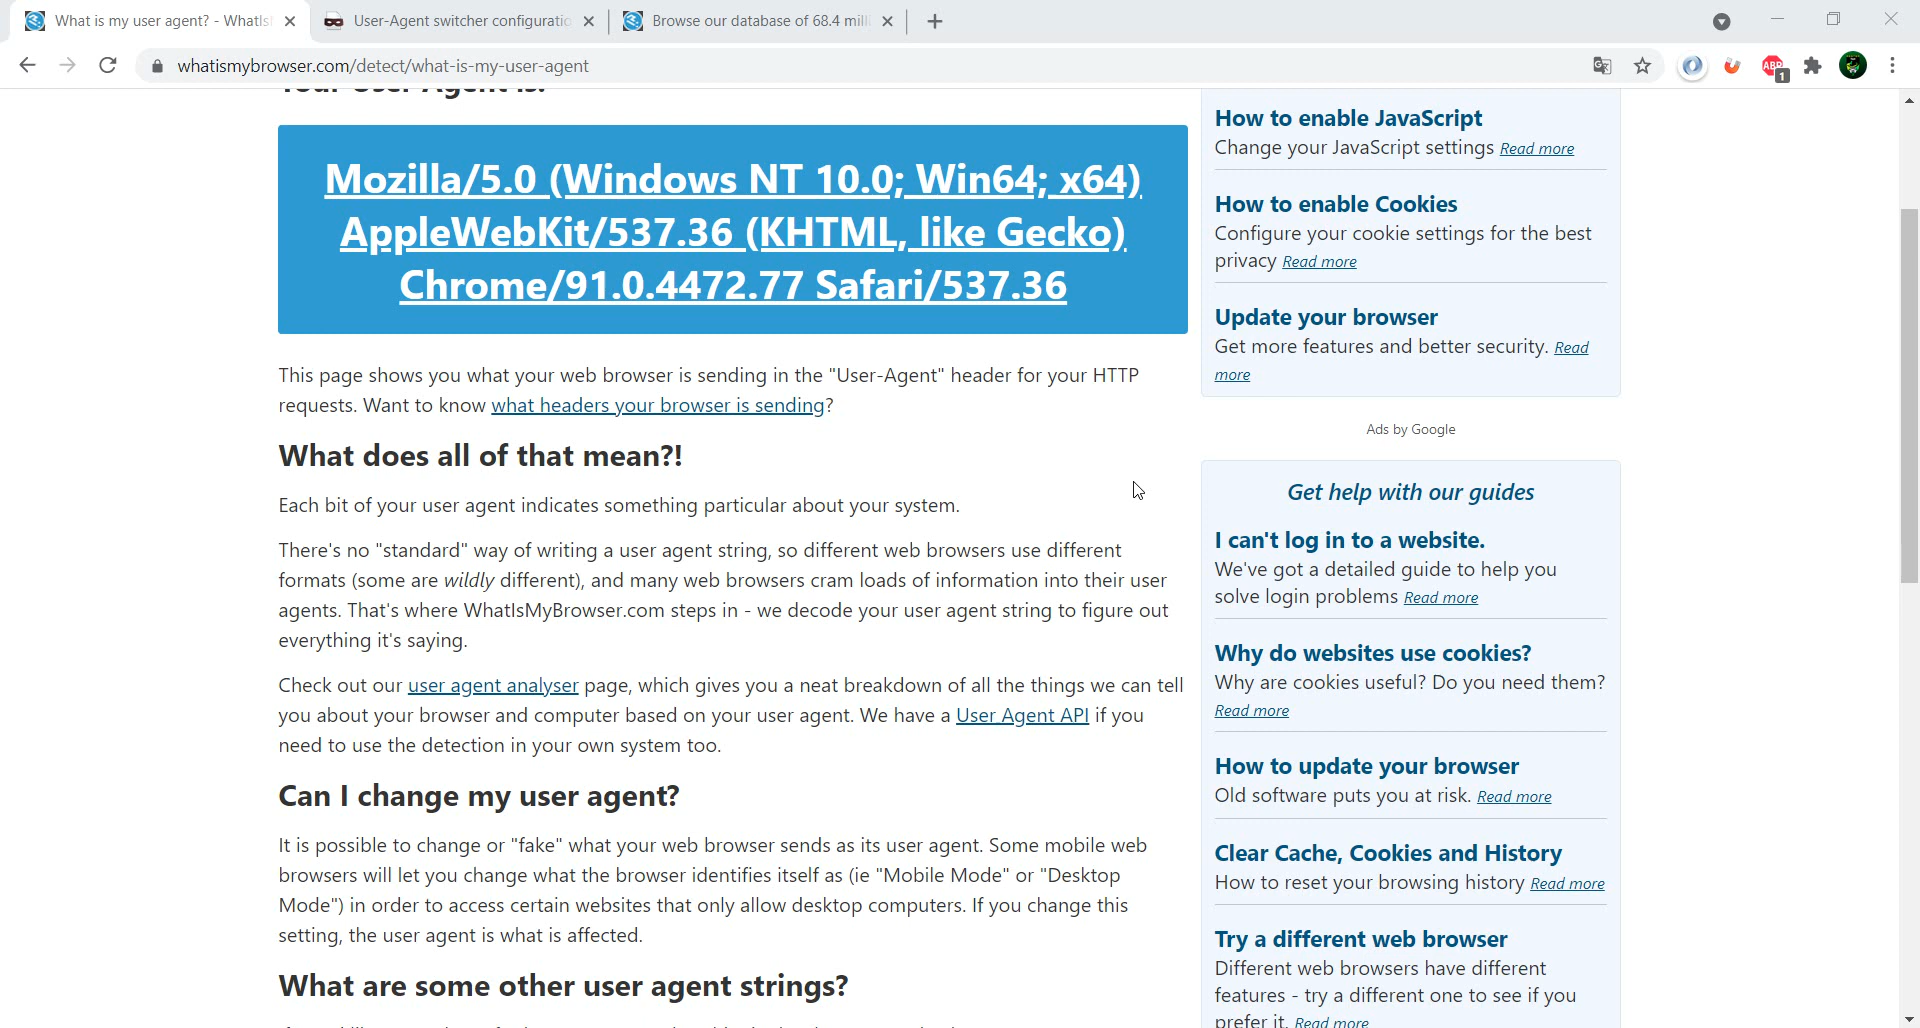 What is my user agent? - WhatIs
User-Agent switcher configuratio
Browse our database of 68.4 milli
whatismybrowser.com/detect/what-is-my-user-agent
ABP
1
Your User Agent is:
Mozilla/5.0 (Windows NT 10.0; Win64; x64)
AppleWebKit/537.36 (KHTML, like Gecko)
Chrome/91.0.4472.77 Safari/537.36
This page shows you what your web browser is sending in the "User-Agent" header for your HTTP
requests. Want to know what headers your browser is sending?
What does all of that mean?!
Each bit of your user agent indicates something particular about your system.
There's no "standard" way of writing a user agent string, so different web browsers use different
formats (some are wildly different), and many web browsers cram loads of information into their user
agents. That's where WhatIsMyBrowser.com steps in - we decode your user agent string to figure out
everything it's saying.
Check out our user agent analyser page, which gives you a neat breakdown of all the things we can tell
you about your browser and computer based on your user agent. We have a User Agent API if you
need to use the detection in your own system too.
Can I change my user agent?
It is possible to change or "fake" what your web browser sends as its user agent. Some mobile web
browsers will let you change what the browser identifies itself as (ie "Mobile Mode" or "Desktop
Mode") in order to access certain websites that only allow desktop computers. If you change this
setting, the user agent is what is affected.
What are some other user agent strings?
How to enable JavaScript
Change your JavaScript settings Read more
How to enable Cookies
Configure your cookie settings for the best
privacy Read more
Update your browser
Get more features and better security. Read
more
Ads by Google
Get help with our guides
I can't log in to a website.
We've got a detailed guide to help you
solve login problems Read more
Why do websites use cookies?
Why are cookies useful? Do you need them?
Read more
How to update your browser
Old software puts you at risk. Read more
Clear Cache, Cookies and History
How to reset your browsing history Read more
Try a different web browser
Different web browsers have different
features - try a different one to see if you
prefer it. Read more